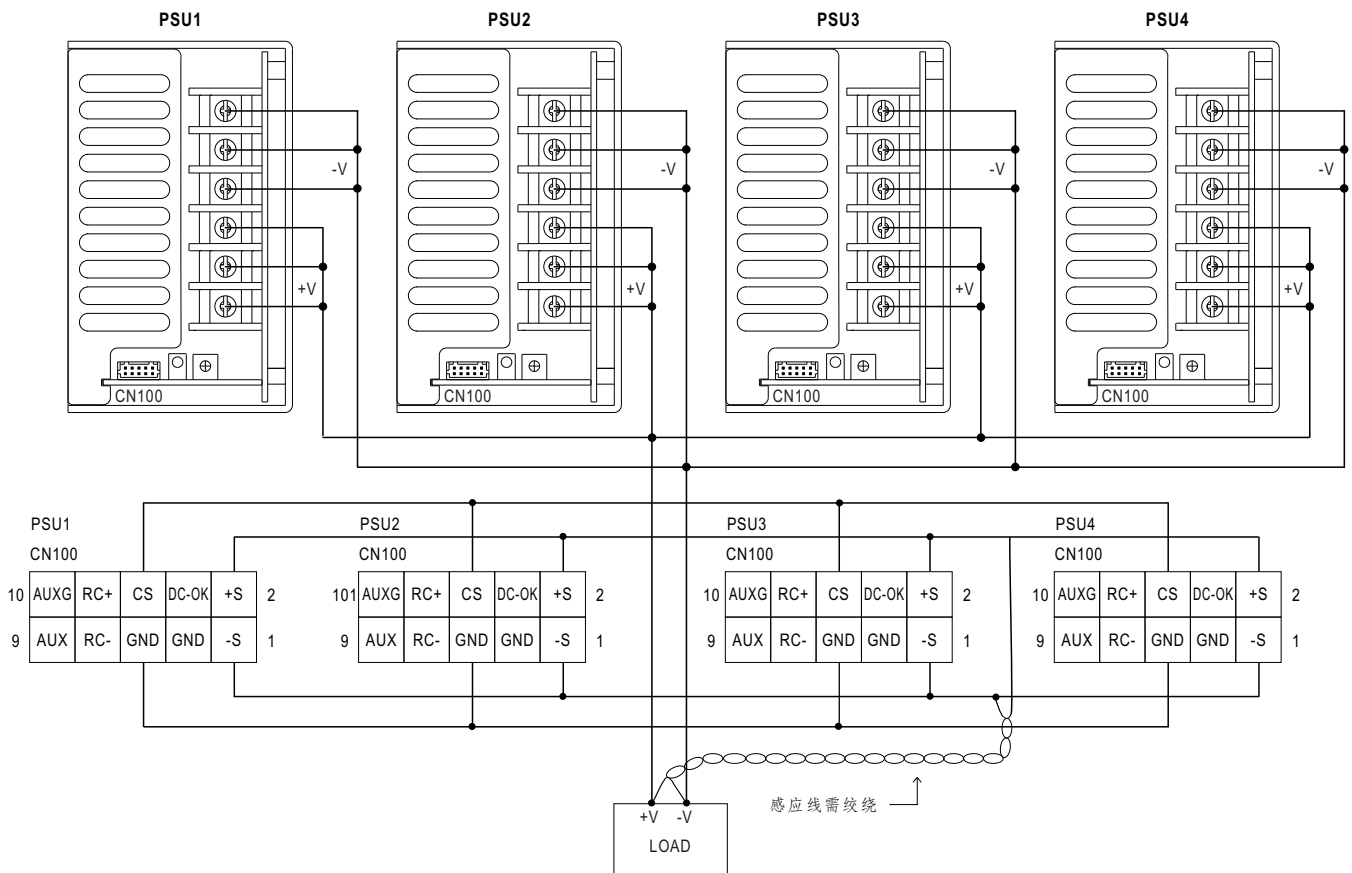 PSU1 PSU2 PSU3 PSU4
-V -V -V -V
+V +V +V +V
CN100 CN100 CN100 CN100
PSU1 PSU2 PSU3 PSU4
CN100 CN100 CN100 CN100
10 AUXG RC+ CS DC-OK +S 2 101 AUXG RC+ CS DC-OK +S 2 10 AUXG RC+ CS DC-OK +S 2 10 AUXG RC+ CS DC-OK +S 2
9 AUX RC- GND GND -S 1 9 AUX RC- GND GND -S 1 9 AUX RC- GND GND -S 1 9 AUX RC- GND GND -S 1
感应线需绞绕
+V -V
LOAD